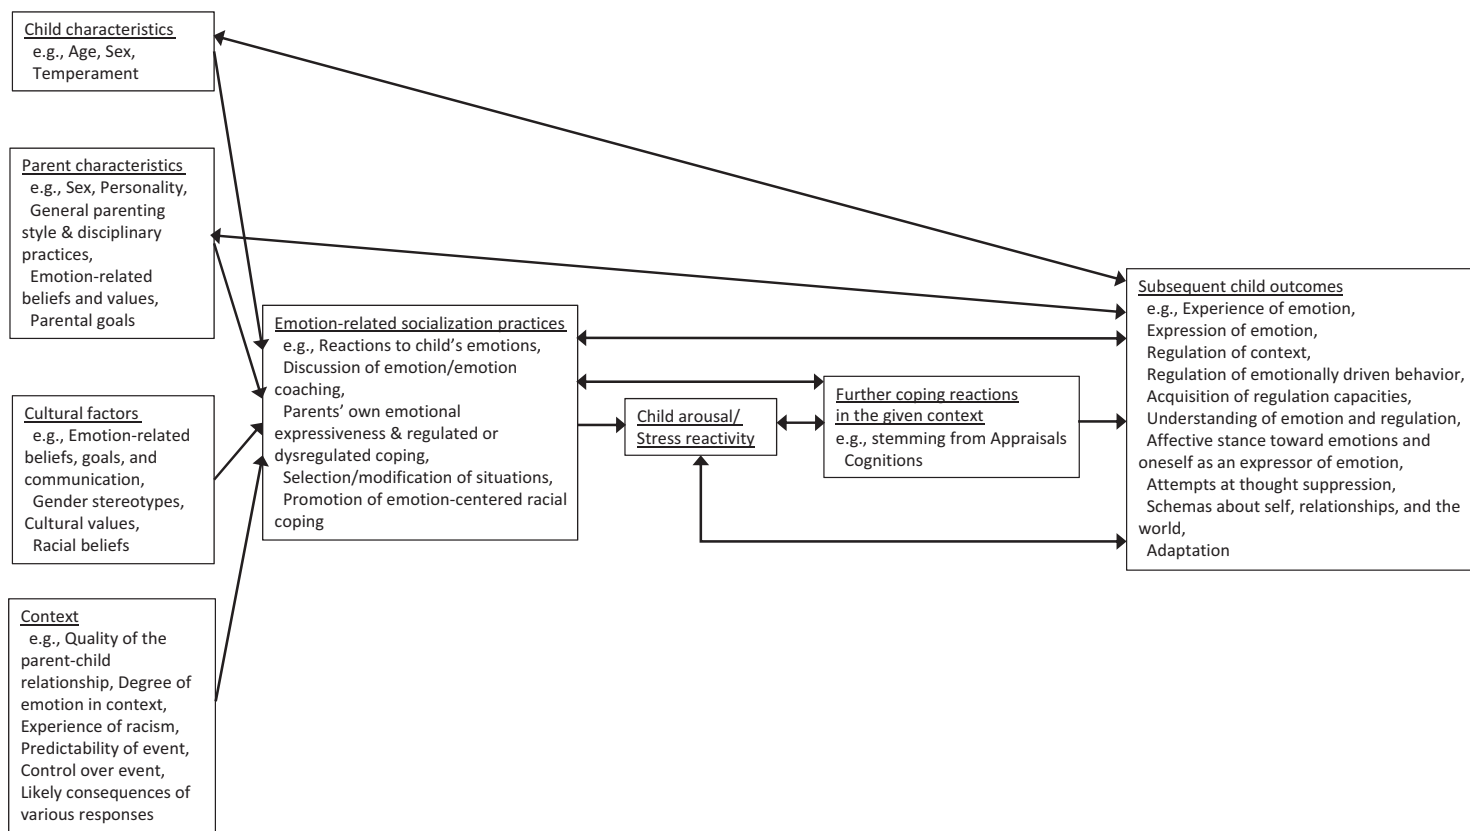 Child characteristics
e.g., Age, Sex,
Temperament
Parent characteristics
e.g., Sex, Personality,
General parenting
style & disciplinary
practices,
Emotion-related
beliefs and values,
Parental goals
Cultural factors
e.g., Emotion-related
beliefs, goals, and
communication,
Gender stereotypes,
Cultural values,
Racial beliefs
Context
e.g., Quality of the
parent-child
relationship, Degree of
emotion in context,
Experience of racism,
Predictability of event,
Control over event,
Likely consequences of
various responses
Emotion-related socialization practices
e.g., Reactions to child’s emotions,
Discussion of emotion/emotion
coaching,
Parents’ own emotional
expressiveness & regulated or
dysregulated coping,
Selection/modification of situations,
Promotion of emotion-centered racial
coping
Child arousal/
Stress reactivity
Further coping reactions
in the given context
e.g., stemming from Appraisals
Cognitions
Subsequent child outcomes
e.g., Experience of emotion,
Expression of emotion,
Regulation of context,
Regulation of emotionally driven behavior,
Acquisition of regulation capacities,
Understanding of emotion and regulation,
Affective stance toward emotions and
oneself as an expressor of emotion,
Attempts at thought suppression,
Schemas about self, relationships, and the
world,
Adaptation